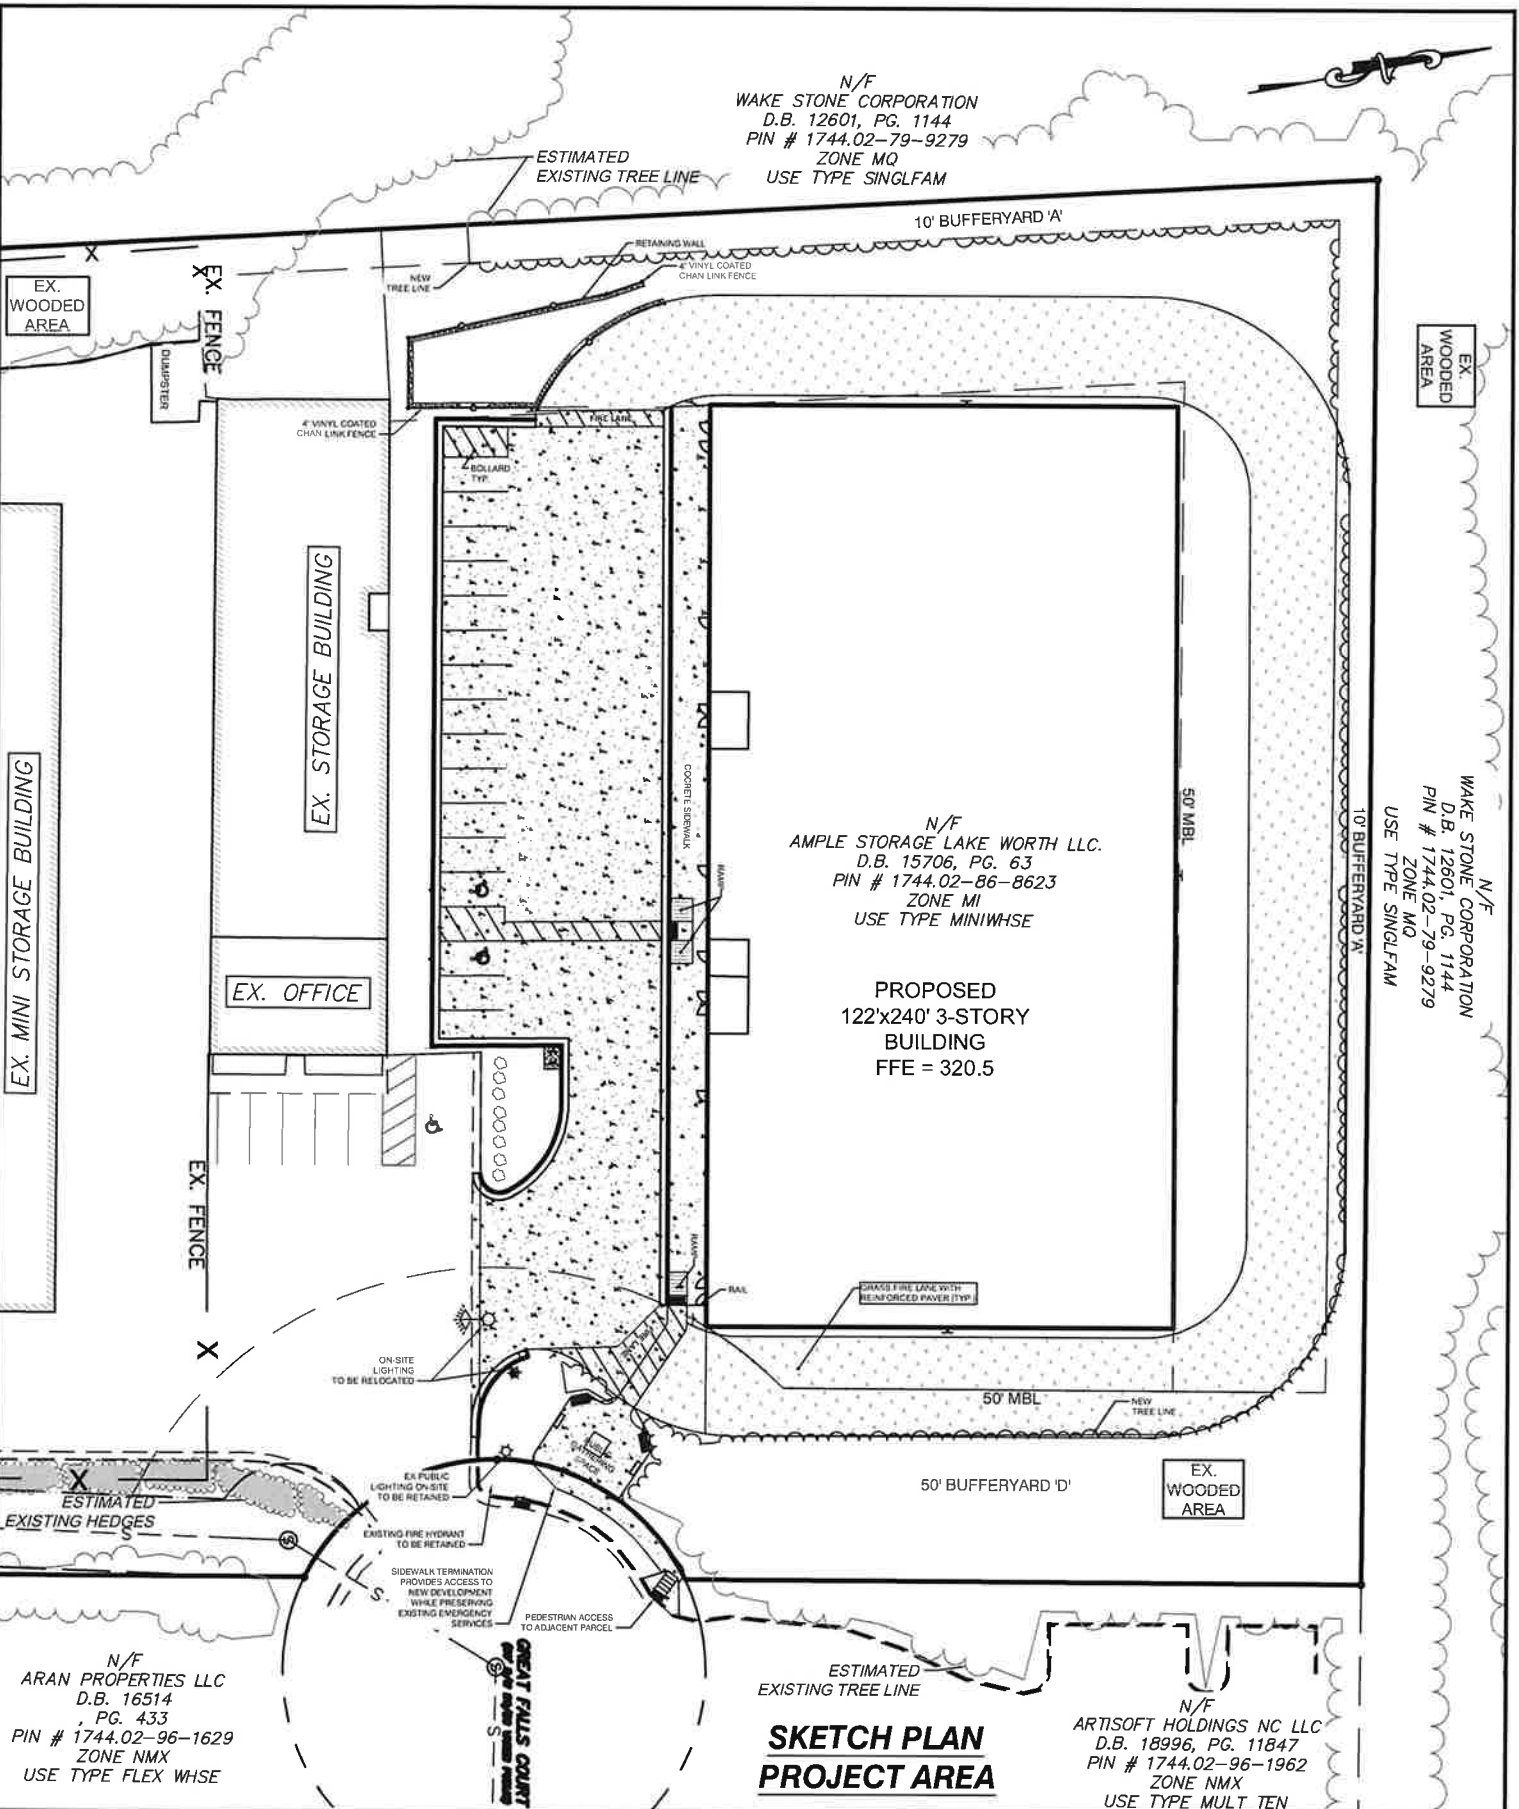 N/F
WAKE STONE CORPORATION
D.B. 12601, PG. 1144
PIN # 1744.02-79-9279
ZONE MQ
USE TYPE SINGLFAM
ESTIMATED
EXISTING TREE LINE
10' BUFFERYARD 'A'
RETAINING WALL
4' VINYL COATED
CHAN LINK FENCE
NEW
TREE LINE
X
X
EX. FENCE
EX.
WOODED
AREA
DUMPSTER
EX.
WOODED
AREA
4' VINYL COATED
CHAN LINK FENCE
FIRE LANE
BOLLARD
TYP.
EX. STORAGE BUILDING
EX. MINI STORAGE BUILDING
COCRETE SIDEWALK
RAMP
50' MBL
10' BUFFERYARD 'A'
N/F
WAKE STONE CORPORATION
D.B. 12601, PG. 1144
PIN # 1744.02-79-9279
ZONE MQ
USE TYPE SINGLFAM
N/F
AMPLE STORAGE LAKE WORTH LLC.
D.B. 15706, PG. 63
PIN # 1744.02-86-8623
ZONE MI
USE TYPE MINIWHSE
EX. OFFICE
PROPOSED
122'x240' 3-STORY
BUILDING
FFE = 320.5
EX. FENCE
X
RAMP
RAIL
GRASS FIRE LANE WITH
REINFORCED PAVER (TYP.)
FIRE LANE
ON-SITE
LIGHTING
TO BE RELOCATED
50' MBL
NEW
TREE LINE
PUBLIC
GATHERING
SPACE
50' BUFFERYARD 'D'
EX.
WOODED
AREA
X
ESTIMATED
EXISTING HEDGES
S
S
EX PUBLIC
LIGHTING ON-SITE
TO BE RETAINED
EXISTING FIRE HYDRANT
TO BE RETAINED
SIDEWALK TERMINATION
PROVIDES ACCESS TO
NEW DEVELOPMENT
WHILE PRESERVING
EXISTING EMERGENCY
SERVICES
S
PEDESTRIAN ACCESS
TO ADJACENT PARCEL
S
S
GREAT FALLS COURT
N/F
ARAN PROPERTIES LLC
D.B. 16514
, PG. 433
PIN # 1744.02-96-1629
ZONE NMX
USE TYPE FLEX WHSE
ESTIMATED
EXISTING TREE LINE
SKETCH PLAN
PROJECT AREA
N/F
ARTISOFT HOLDINGS NC LLC
D.B. 18996, PG. 11847
PIN # 1744.02-96-1962
ZONE NMX
USE TYPE MULT TEN